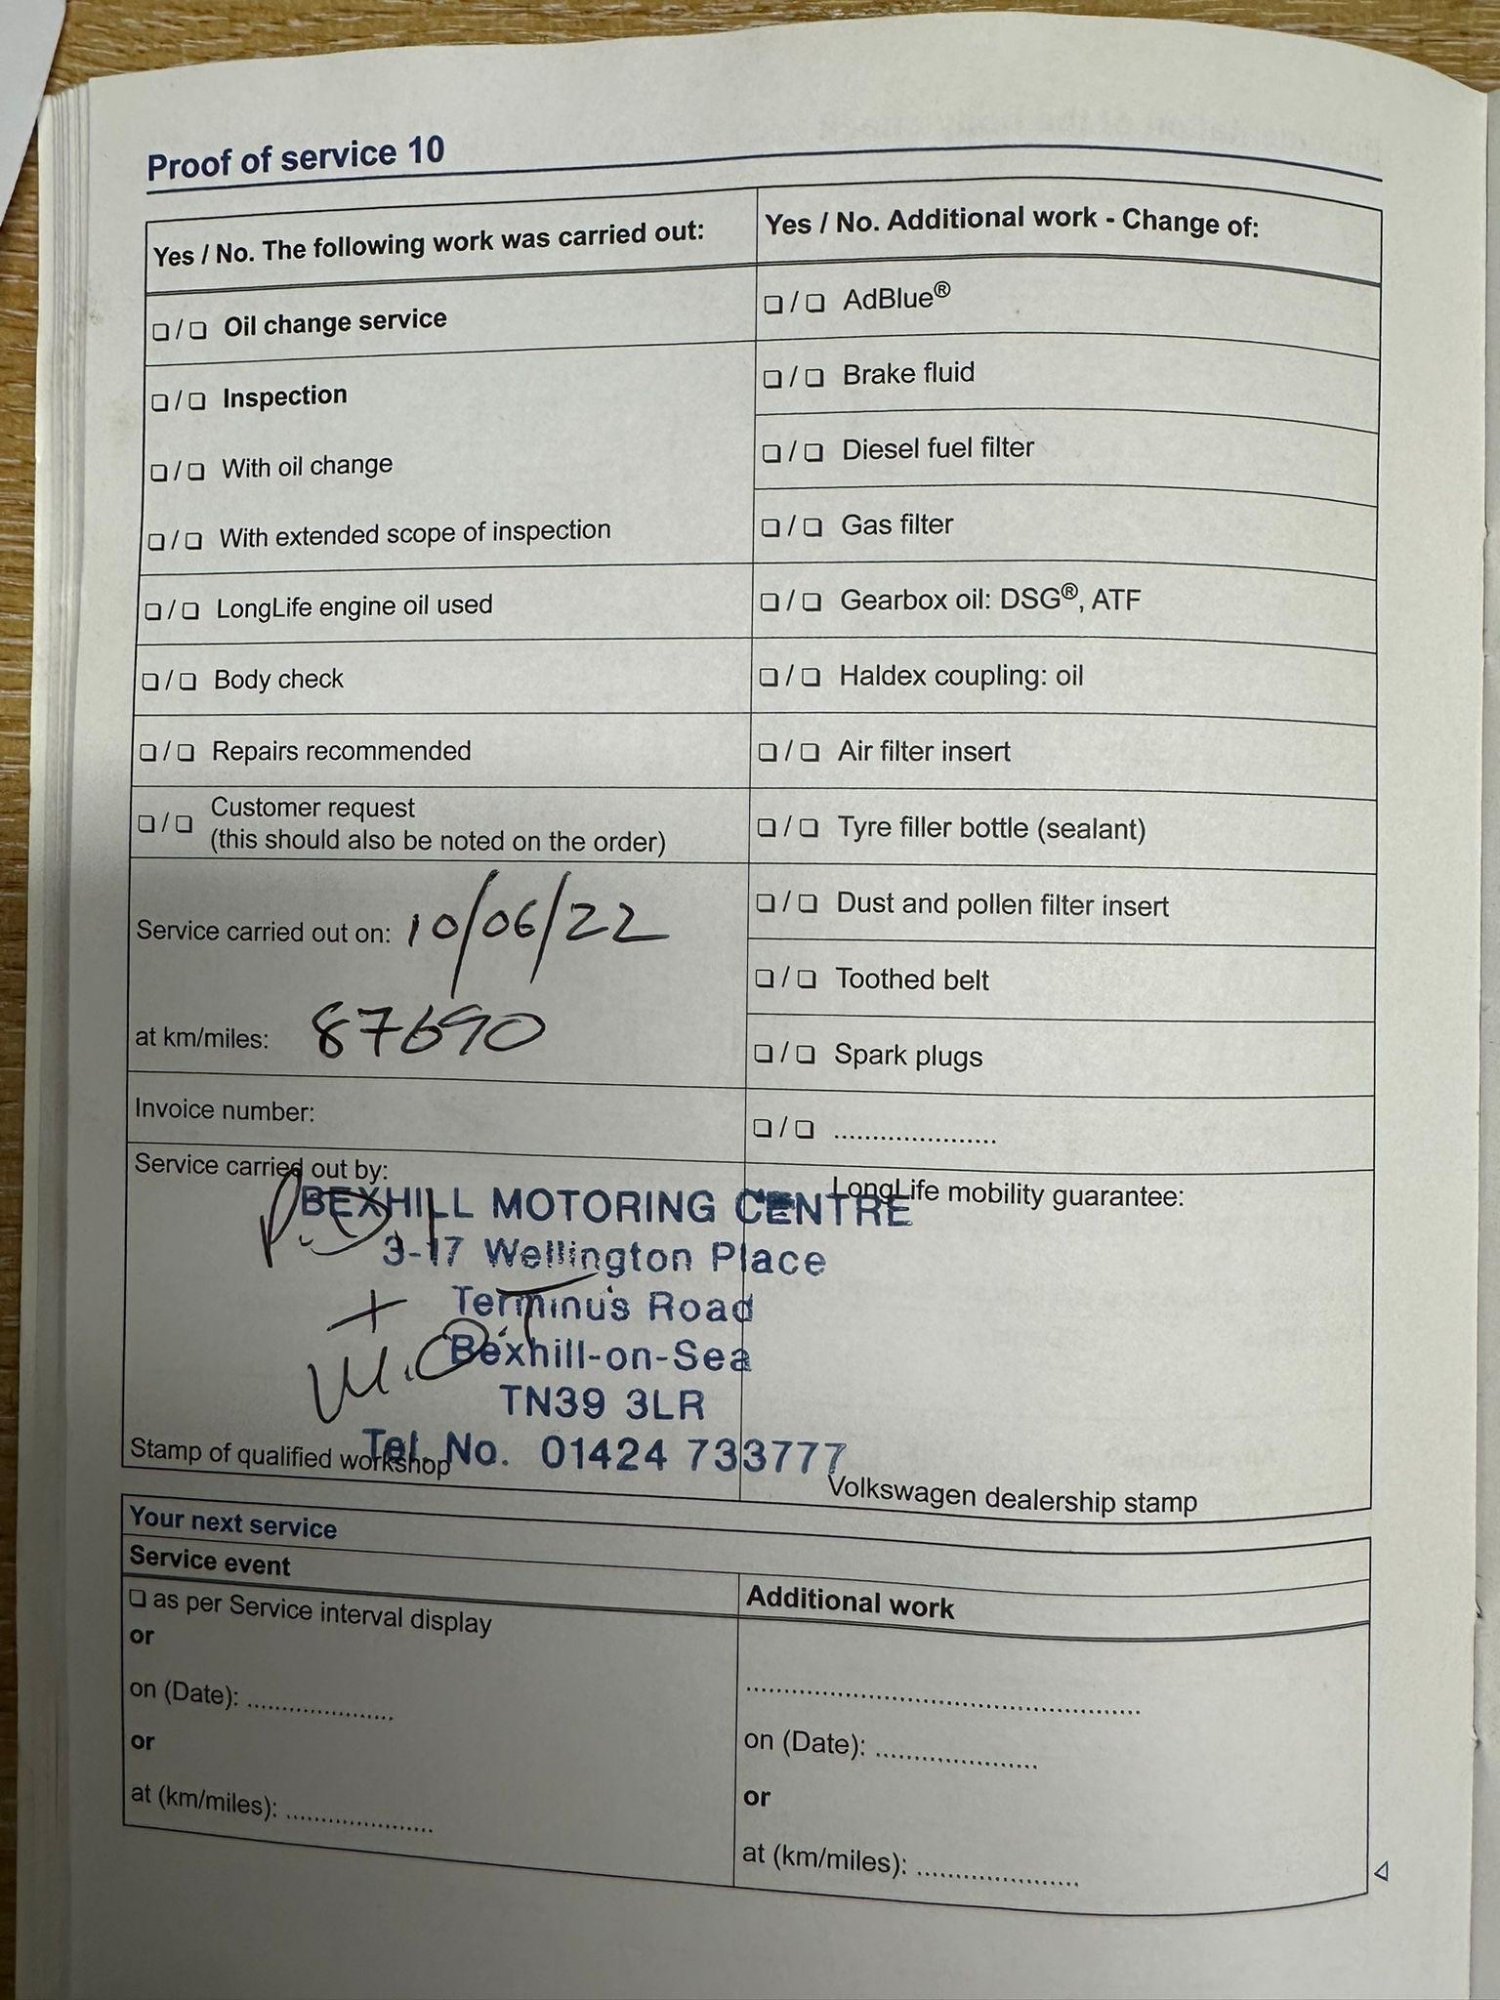 Proof of service 10
Yes / No. The following work was carried out:
❑ / ❑ Oil change service
❑ / ❑ Inspection
❑ / ❑ With oil change
❑ / ❑ With extended scope of inspection
❑ / ❑ LongLife engine oil used
❑ / ❑ Body check
❑ / ❑ Repairs recommended
❑ / ❑ Customer request
(this should also be noted on the order)
Service carried out on: 10/06/22
at km/miles: 87690
Invoice number:
Service carried out by:
BEXHILL MOTORING CENTRE
3-17 Wellington Place
Terminus Road
Bexhill-on-Sea
TN39 3LR
Tel. No. 01424 733777
+
Stamp of qualified workshop
Yes / No. Additional work - Change of:
❑ / ❑ AdBlue®
❑ / ❑ Brake fluid
❑ / ❑ Diesel fuel filter
❑ / ❑ Gas filter
❑ / ❑ Gearbox oil: DSG®, ATF
❑ / ❑ Haldex coupling: oil
❑ / ❑ Air filter insert
❑ / ❑ Tyre filler bottle (sealant)
❑ / ❑ Dust and pollen filter insert
❑ / ❑ Toothed belt
❑ / ❑ Spark plugs
❑ / ❑ ......................
LongLife mobility guarantee:
Volkswagen dealership stamp
Your next service
Service event
❑ as per Service interval display
or
on (Date): ......................
or
at (km/miles): ......................
Additional work
......................................................
on (Date): ......................
or
at (km/miles): ......................